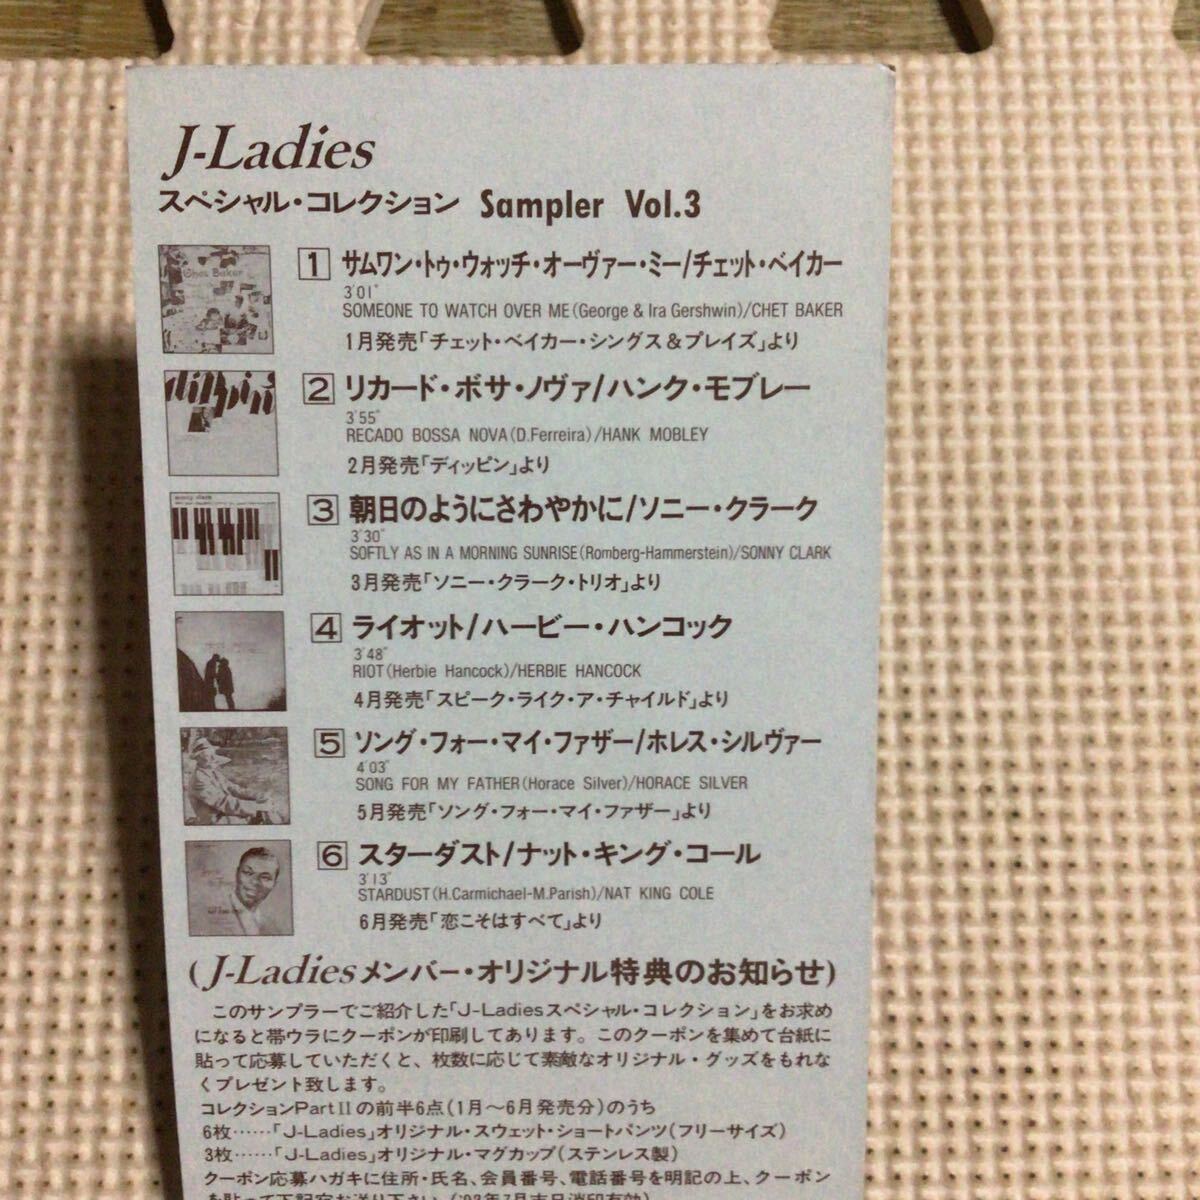 J-Ladies
スペシャル・コレクション Sampler Vol.3
Chet Baker
1 サムワン・トゥ・ウォッチ・オーヴァー・ミー/チェット・ベイカー
3'01"
SOMEONE TO WATCH OVER ME(George & Ira Gershwin)/CHET BAKER
1月発売「チェット・ベイカー・シングス&プレイズ」より
dippin'
2 リカード・ボサ・ノヴァ/ハンク・モブレー
3'55"
RECADO BOSSA NOVA(D.Ferreira)/HANK MOBLEY
2月発売「ディッピン」より
sonny clark
3 朝日のようにさわやかに/ソニー・クラーク
3'30"
SOFTLY AS IN A MORNING SUNRISE(Romberg-Hammerstein)/SONNY CLARK
3月発売「ソニー・クラーク・トリオ」より
4 ライオット/ハービー・ハンコック
3'48"
RIOT(Herbie Hancock)/HERBIE HANCOCK
4月発売「スピーク・ライク・ア・チャイルド」より
5 ソング・フォー・マイ・ファザー/ホレス・シルヴァー
4'03"
SONG FOR MY FATHER(Horace Silver)/HORACE SILVER
5月発売「ソング・フォー・マイ・ファザー」より
6 スターダスト/ナット・キング・コール
3'13"
STARDUST(H.Carmichael-M.Parish)/NAT KING COLE
6月発売「恋こそはすべて」より
(J-Ladiesメンバー・オリジナル特典のお知らせ)
このサンプラーでご紹介した「J-Ladiesスペシャル・コレクション」をお求め
になると帯ウラにクーポンが印刷してあります。このクーポンを集めて台紙に
貼って応募していただくと、枚数に応じて素敵なオリジナル・グッズをもれな
くプレゼント致します。
コレクションPartⅡの前半6点(1月〜6月発売分)のうち
6枚……「J-Ladies」オリジナル・スウェット・ショートパンツ(フリーサイズ)
3枚……「J-Ladies」オリジナル・マグカップ(ステンレス製)
クーポン応募ハガキに住所・氏名、会員番号、電話番号を明記の上、クーポン
を貼って下記宛お送り下さい。('93年7月末日消印有効)